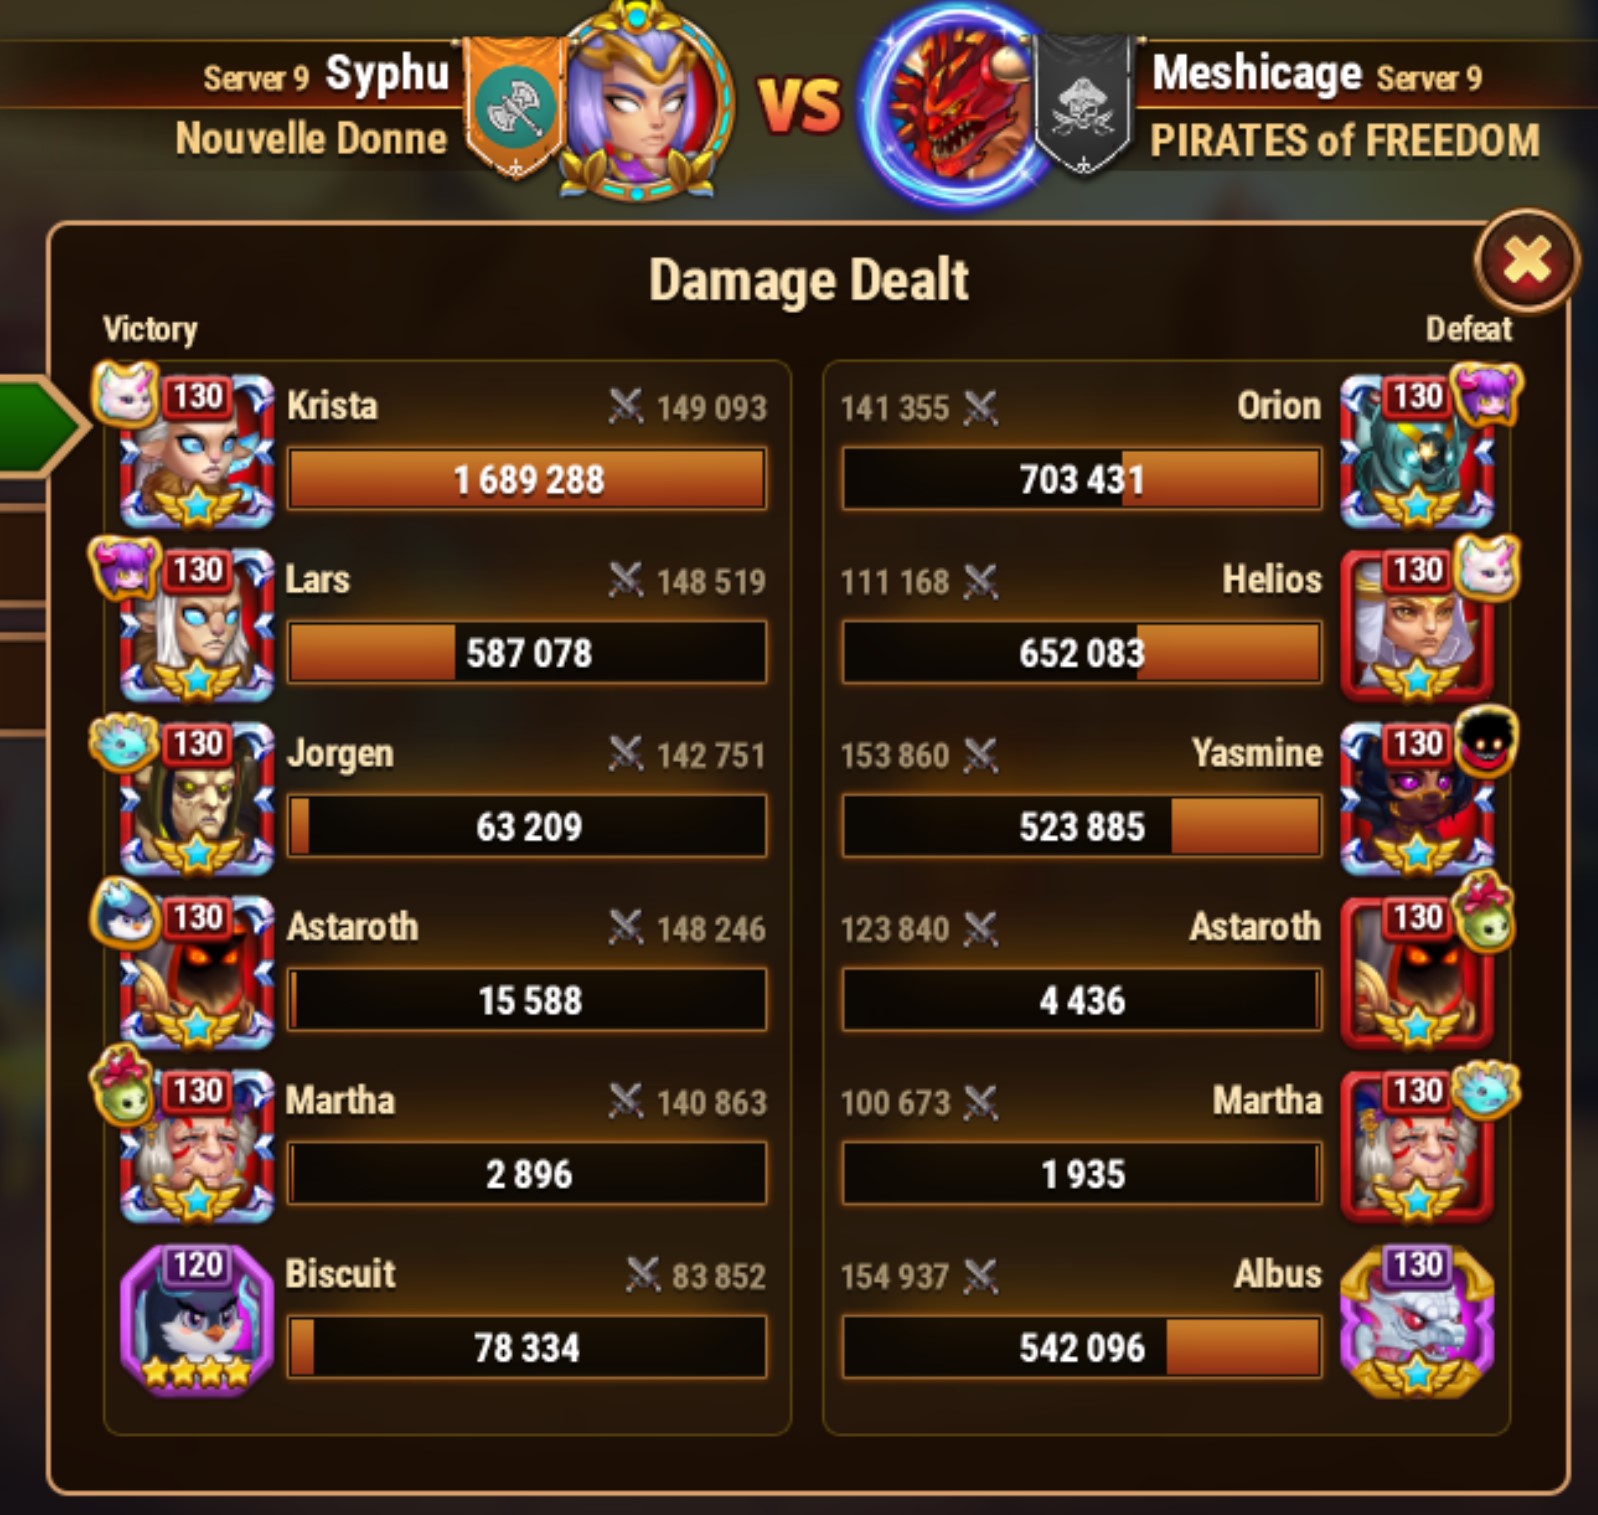 Server 9 Syphu
Nouvelle Donne
VS
Meshicage Server 9
PIRATES of FREEDOM
Damage Dealt
Victory
Defeat
130 Krista 149 093
1 689 288
130 Lars 148 519
587 078
130 Jorgen 142 751
63 209
130 Astaroth 148 246
15 588
130 Martha 140 863
2 896
120 Biscuit 83 852
78 334
141 355 Orion 130
703 431
111 168 Helios 130
652 083
153 860 Yasmine 130
523 885
123 840 Astaroth 130
4 436
100 673 Martha 130
1 935
154 937 Albus 130
542 096